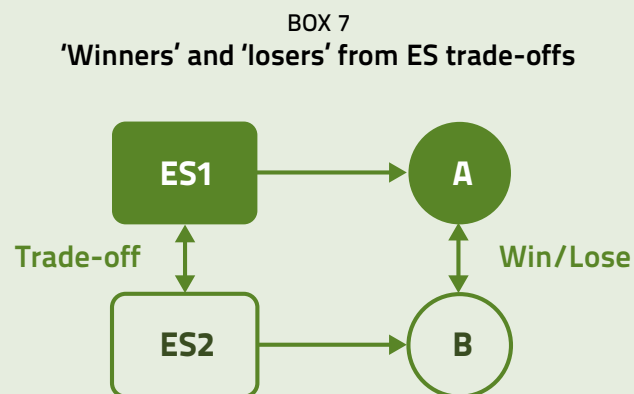 BOX 7
‘Winners’ and ‘losers’ from ES trade-offs
ES1
A
Trade-off
Win/Lose
ES2
B